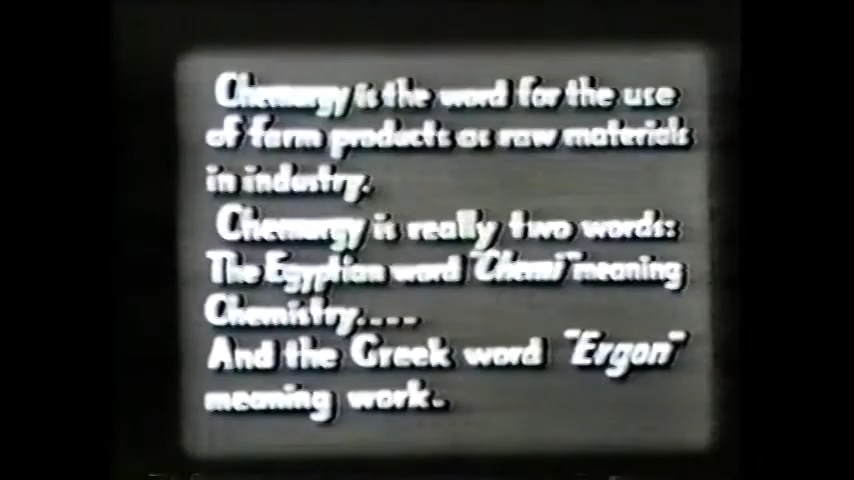 Chemurgy is the word for the use
of farm products as raw materials
in industry.
Chemurgy is really two words:
The Egyptian word "Chemi" meaning
Chemistry....
And the Greek word "Ergon"
meaning work.